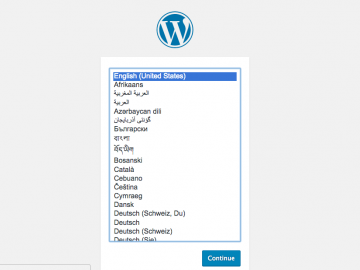 English (United States)
Afrikaans
العربية المغربية
العربية
Azərbaycan dili
گؤنئی آذربایجان
Български
বাংলা
བོད་ཡིག
Bosanski
Català
Cebuano
Čeština
Cymraeg
Dansk
Deutsch (Schweiz, Du)
Deutsch
Deutsch (Schweiz)
Deutsch (Sie)
Continue